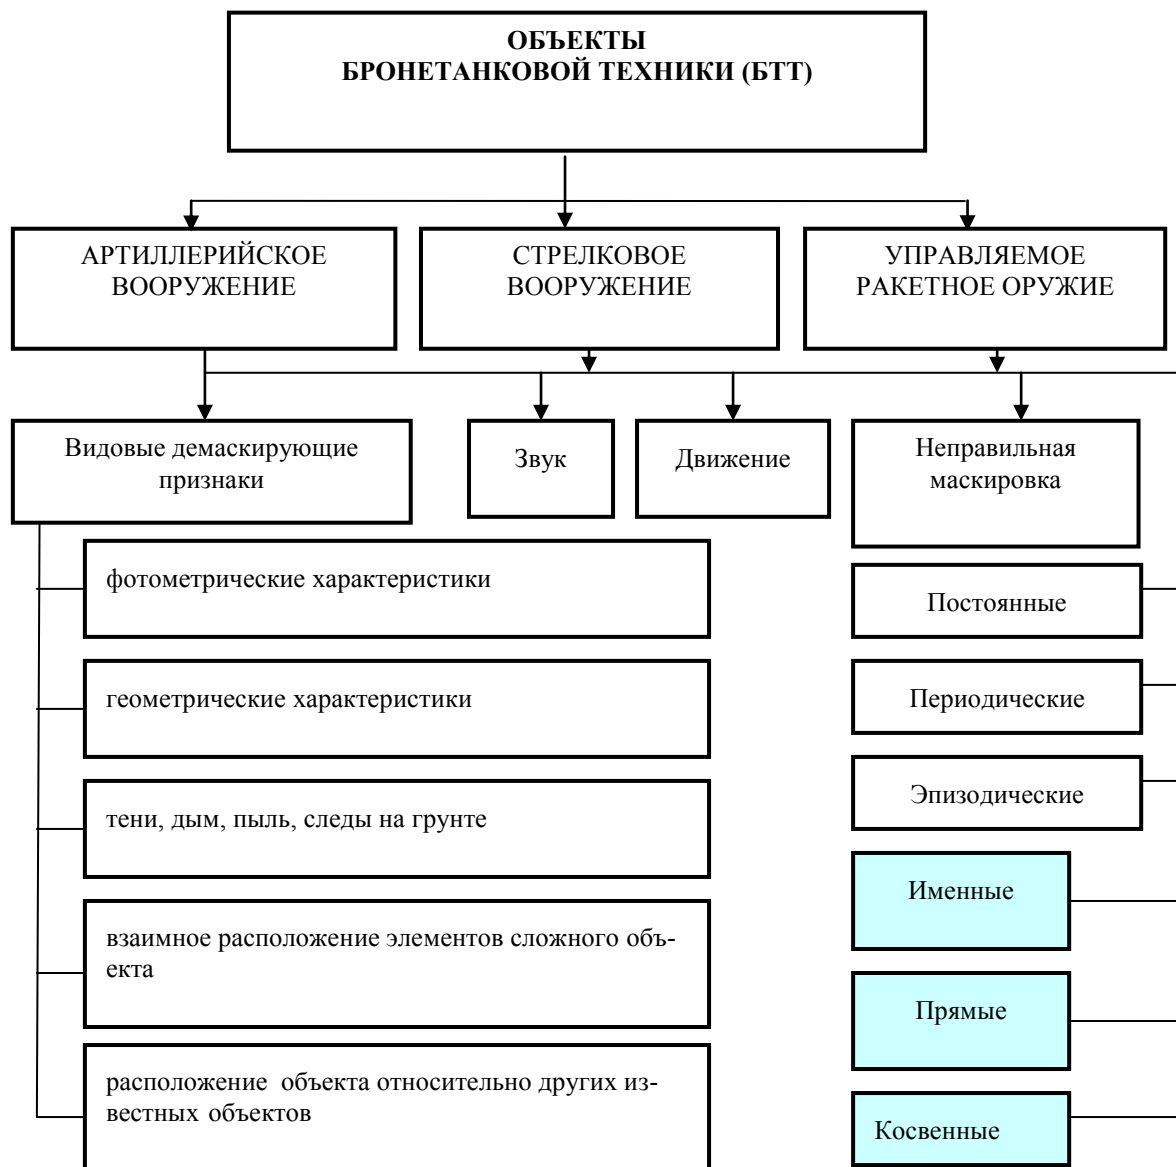 ОБЪЕКТЫ
БРОНЕТАНКОВОЙ ТЕХНИКИ (БТТ)
АРТИЛЛЕРИЙСКОЕ
ВООРУЖЕНИЕ
СТРЕЛКОВОЕ
ВООРУЖЕНИЕ
УПРАВЛЯЕМОЕ
РАКЕТНОЕ ОРУЖИЕ
Видовые демаскирующие
признаки
Звук
Движение
Неправильная
маскировка
фотометрические характеристики
геометрические характеристики
тени, дым, пыль, следы на грунте
взаимное расположение элементов сложного объ-
екта
расположение  объекта относительно других из-
вестных объектов
Постоянные
Периодические
Эпизодические
Именные
Прямые
Косвенные